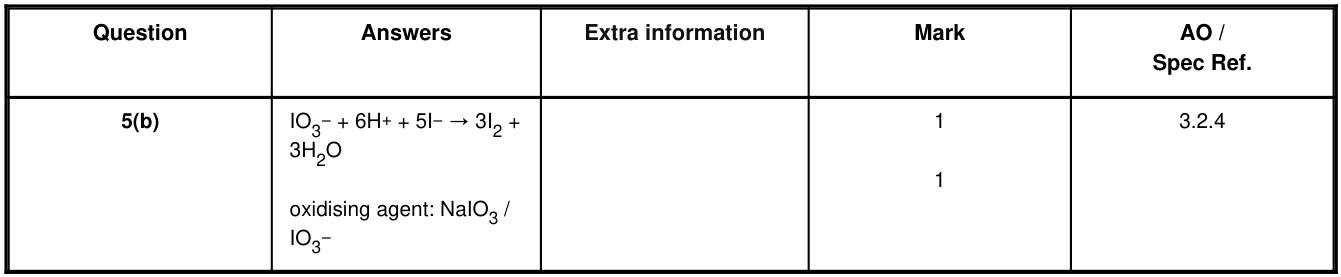 Question Answers Extra information Mark AO /
Spec Ref.
5(b) IO₃⁻ + 6H⁺ + 5I⁻ → 3I₂ + 1 3.2.4
3H₂O
1
oxidising agent: NaIO₃ /
IO₃⁻